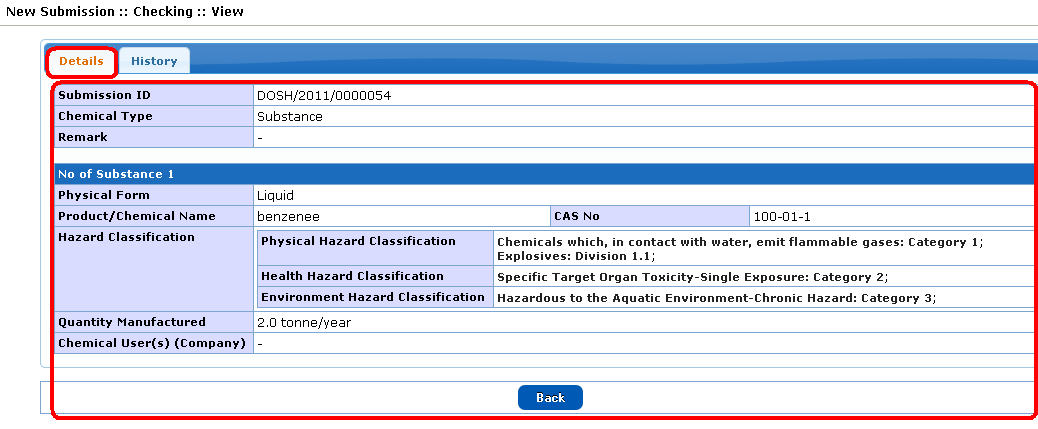 New Submission :: Checking :: View
Details History
Submission ID DOSH/2011/0000054
Chemical Type Substance
Remark -
No of Substance 1
Physical Form Liquid
Product/Chemical Name benzenee CAS No 100-01-1
Hazard Classification Physical Hazard Classification Chemicals which, in contact with water, emit flammable gases: Category 1;
Explosives: Division 1.1;
Health Hazard Classification Specific Target Organ Toxicity-Single Exposure: Category 2;
Environment Hazard Classification Hazardous to the Aquatic Environment-Chronic Hazard: Category 3;
Quantity Manufactured 2.0 tonne/year
Chemical User(s) (Company) -
Back